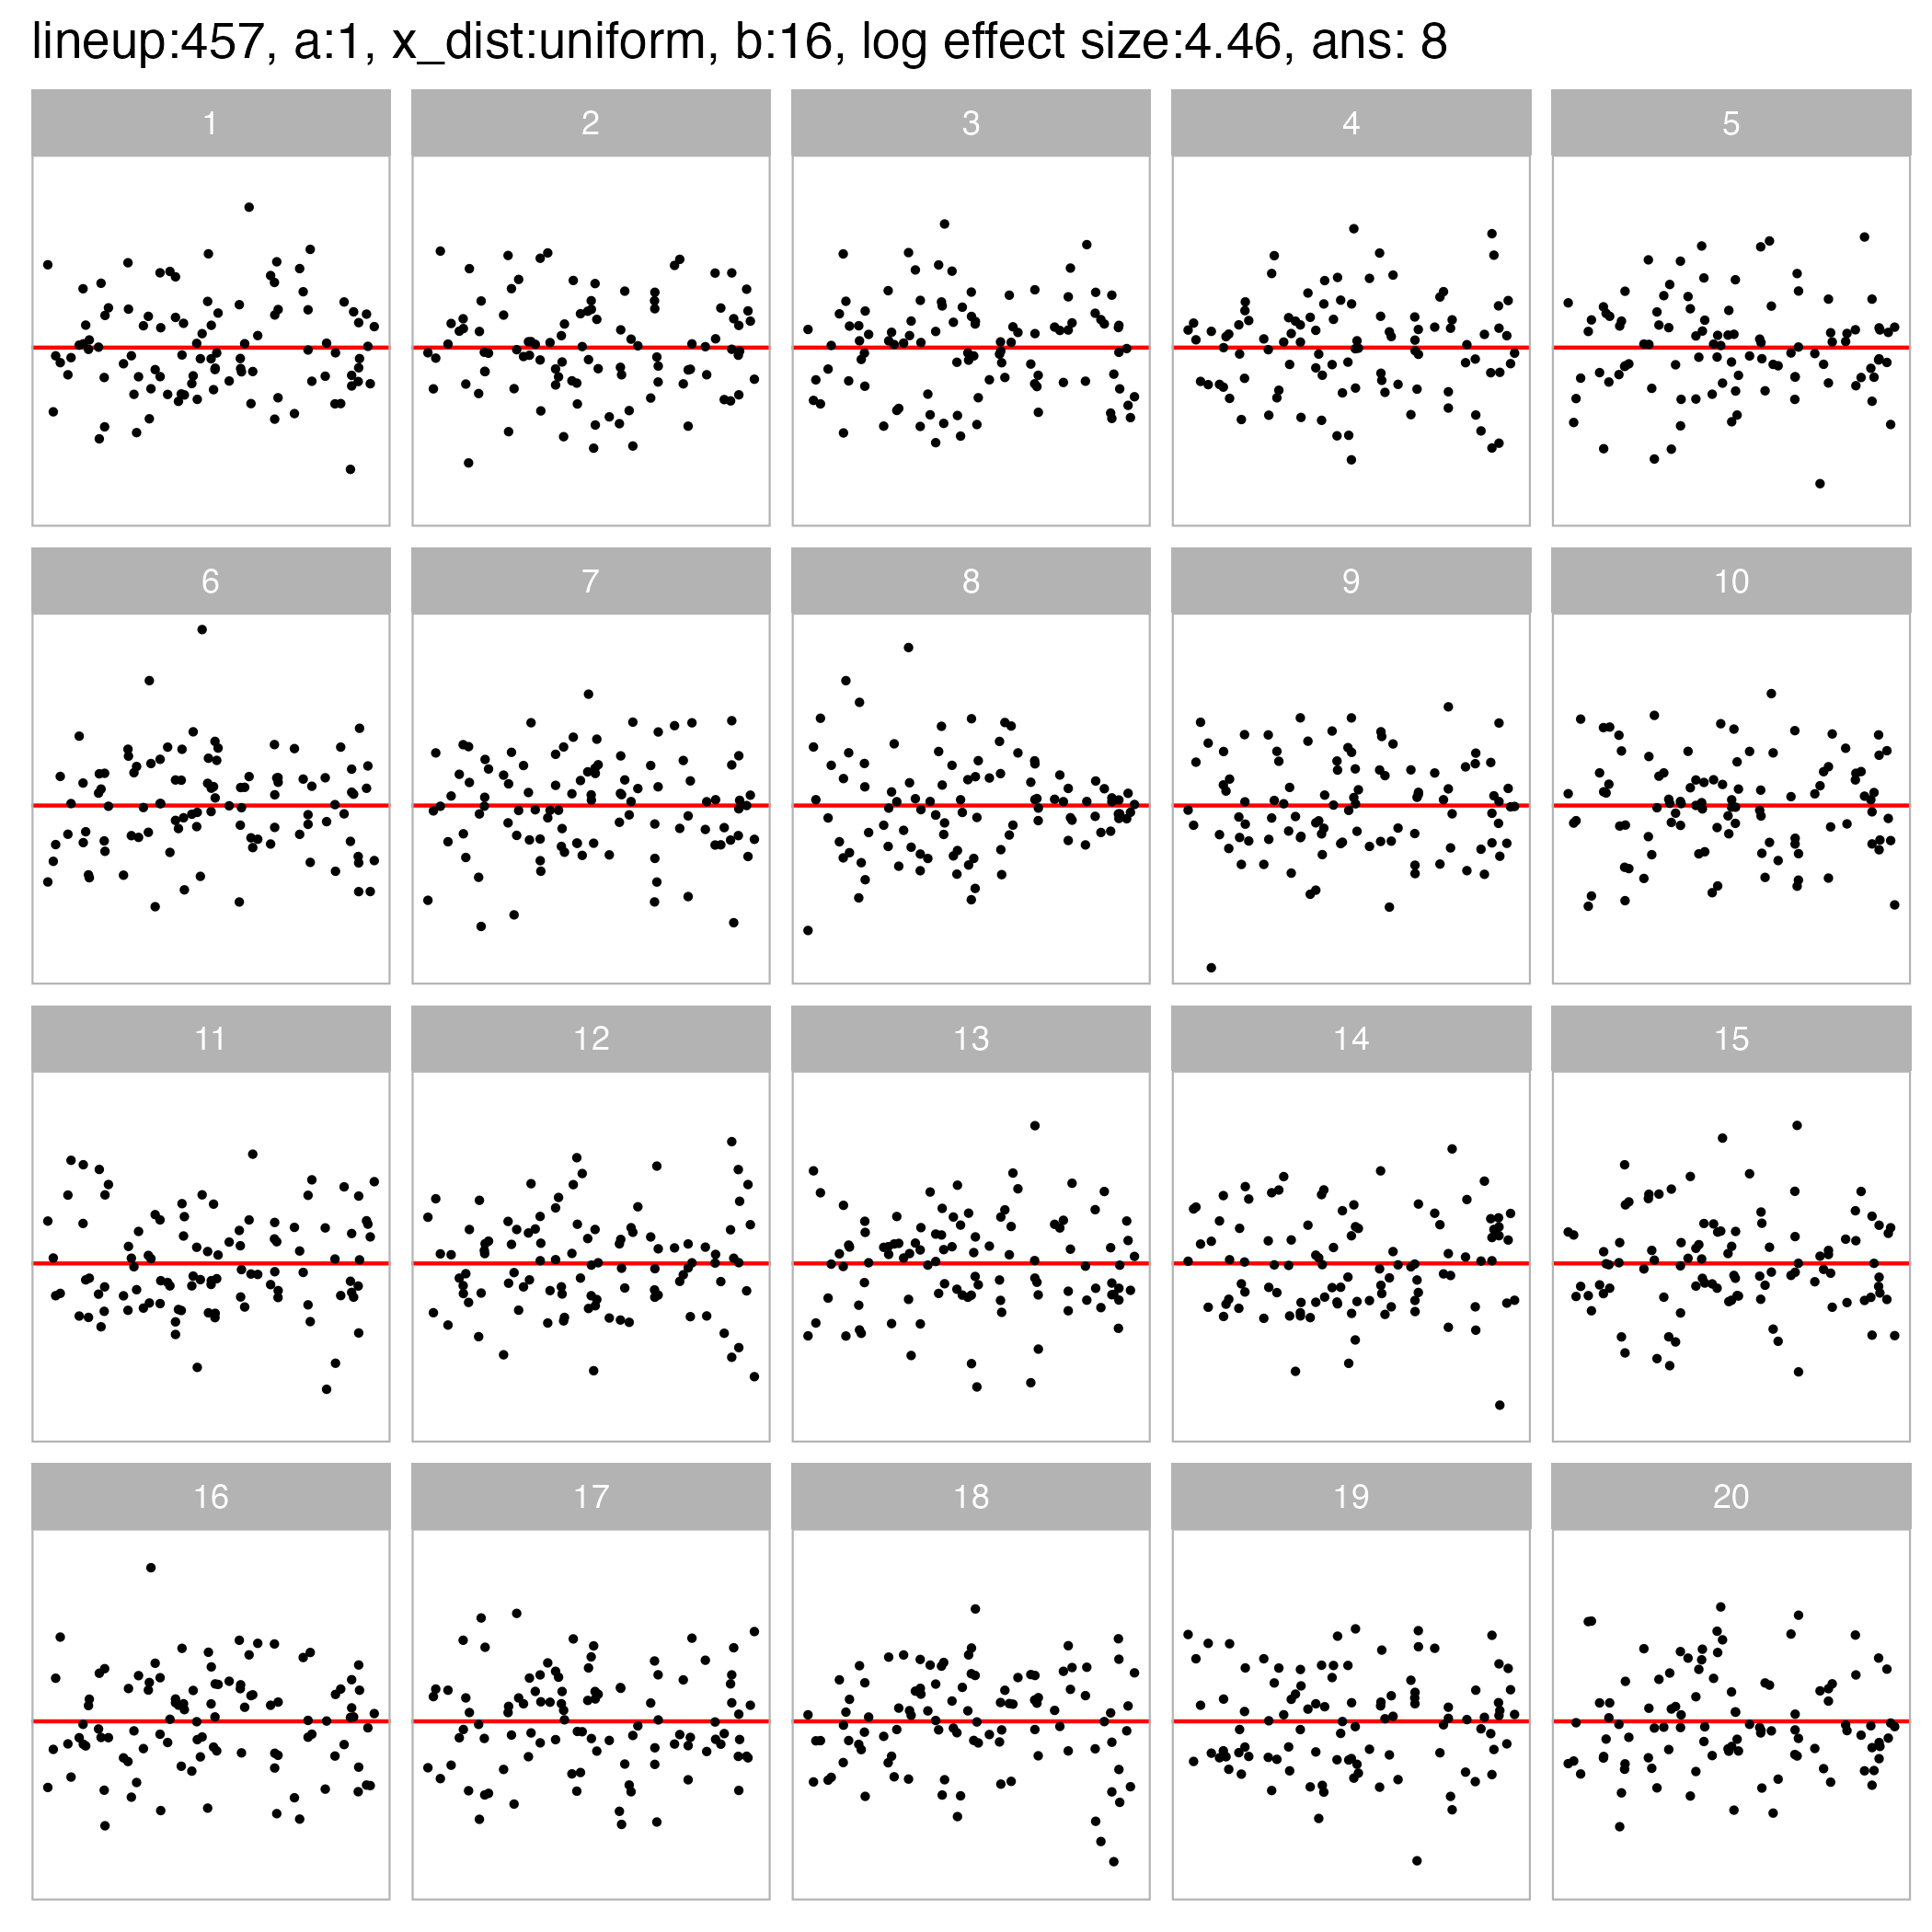 lineup:457, a:1, x_dist:uniform, b:16, log effect size:4.46, ans: 8
1 2 3 4 5
6 7 8 9 10
11 12 13 14 15
16 17 18 19 20